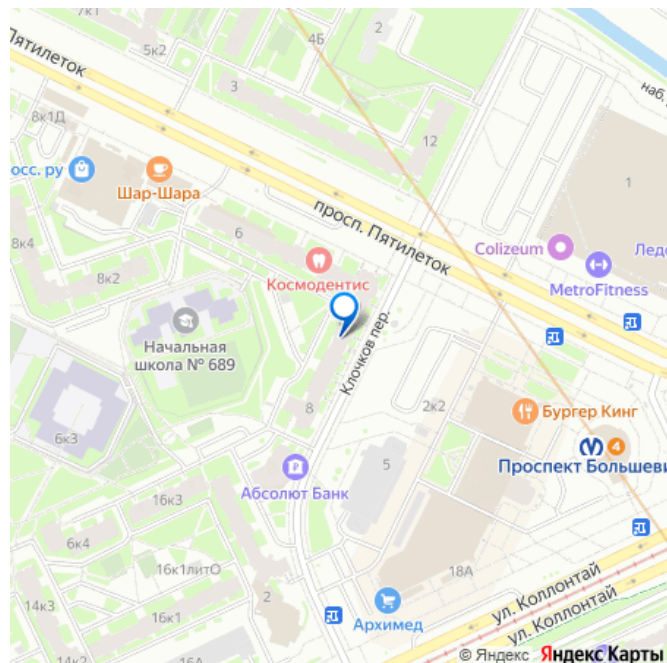 7к1
2
5к2
4Б
Пятилеток
3
8к1Д
12
наб.
осс. ру
Шар-Шара
1
просп. Пятилеток
6
8к4
Colizeum
Ледо
Космодентис
MetroFitness
8к2
Начальная
школа № 689
Клочков пер.
2к2
8
Бургер Кинг
6к3
4
5
Проспект Большеви
Абсолют Банк
16к3
6к4
18А
16к1литО
14к3
2
ул. Коллонтай
16к1
Архимед
ул. Коллонтай
© Яндекс Яндекс Карты